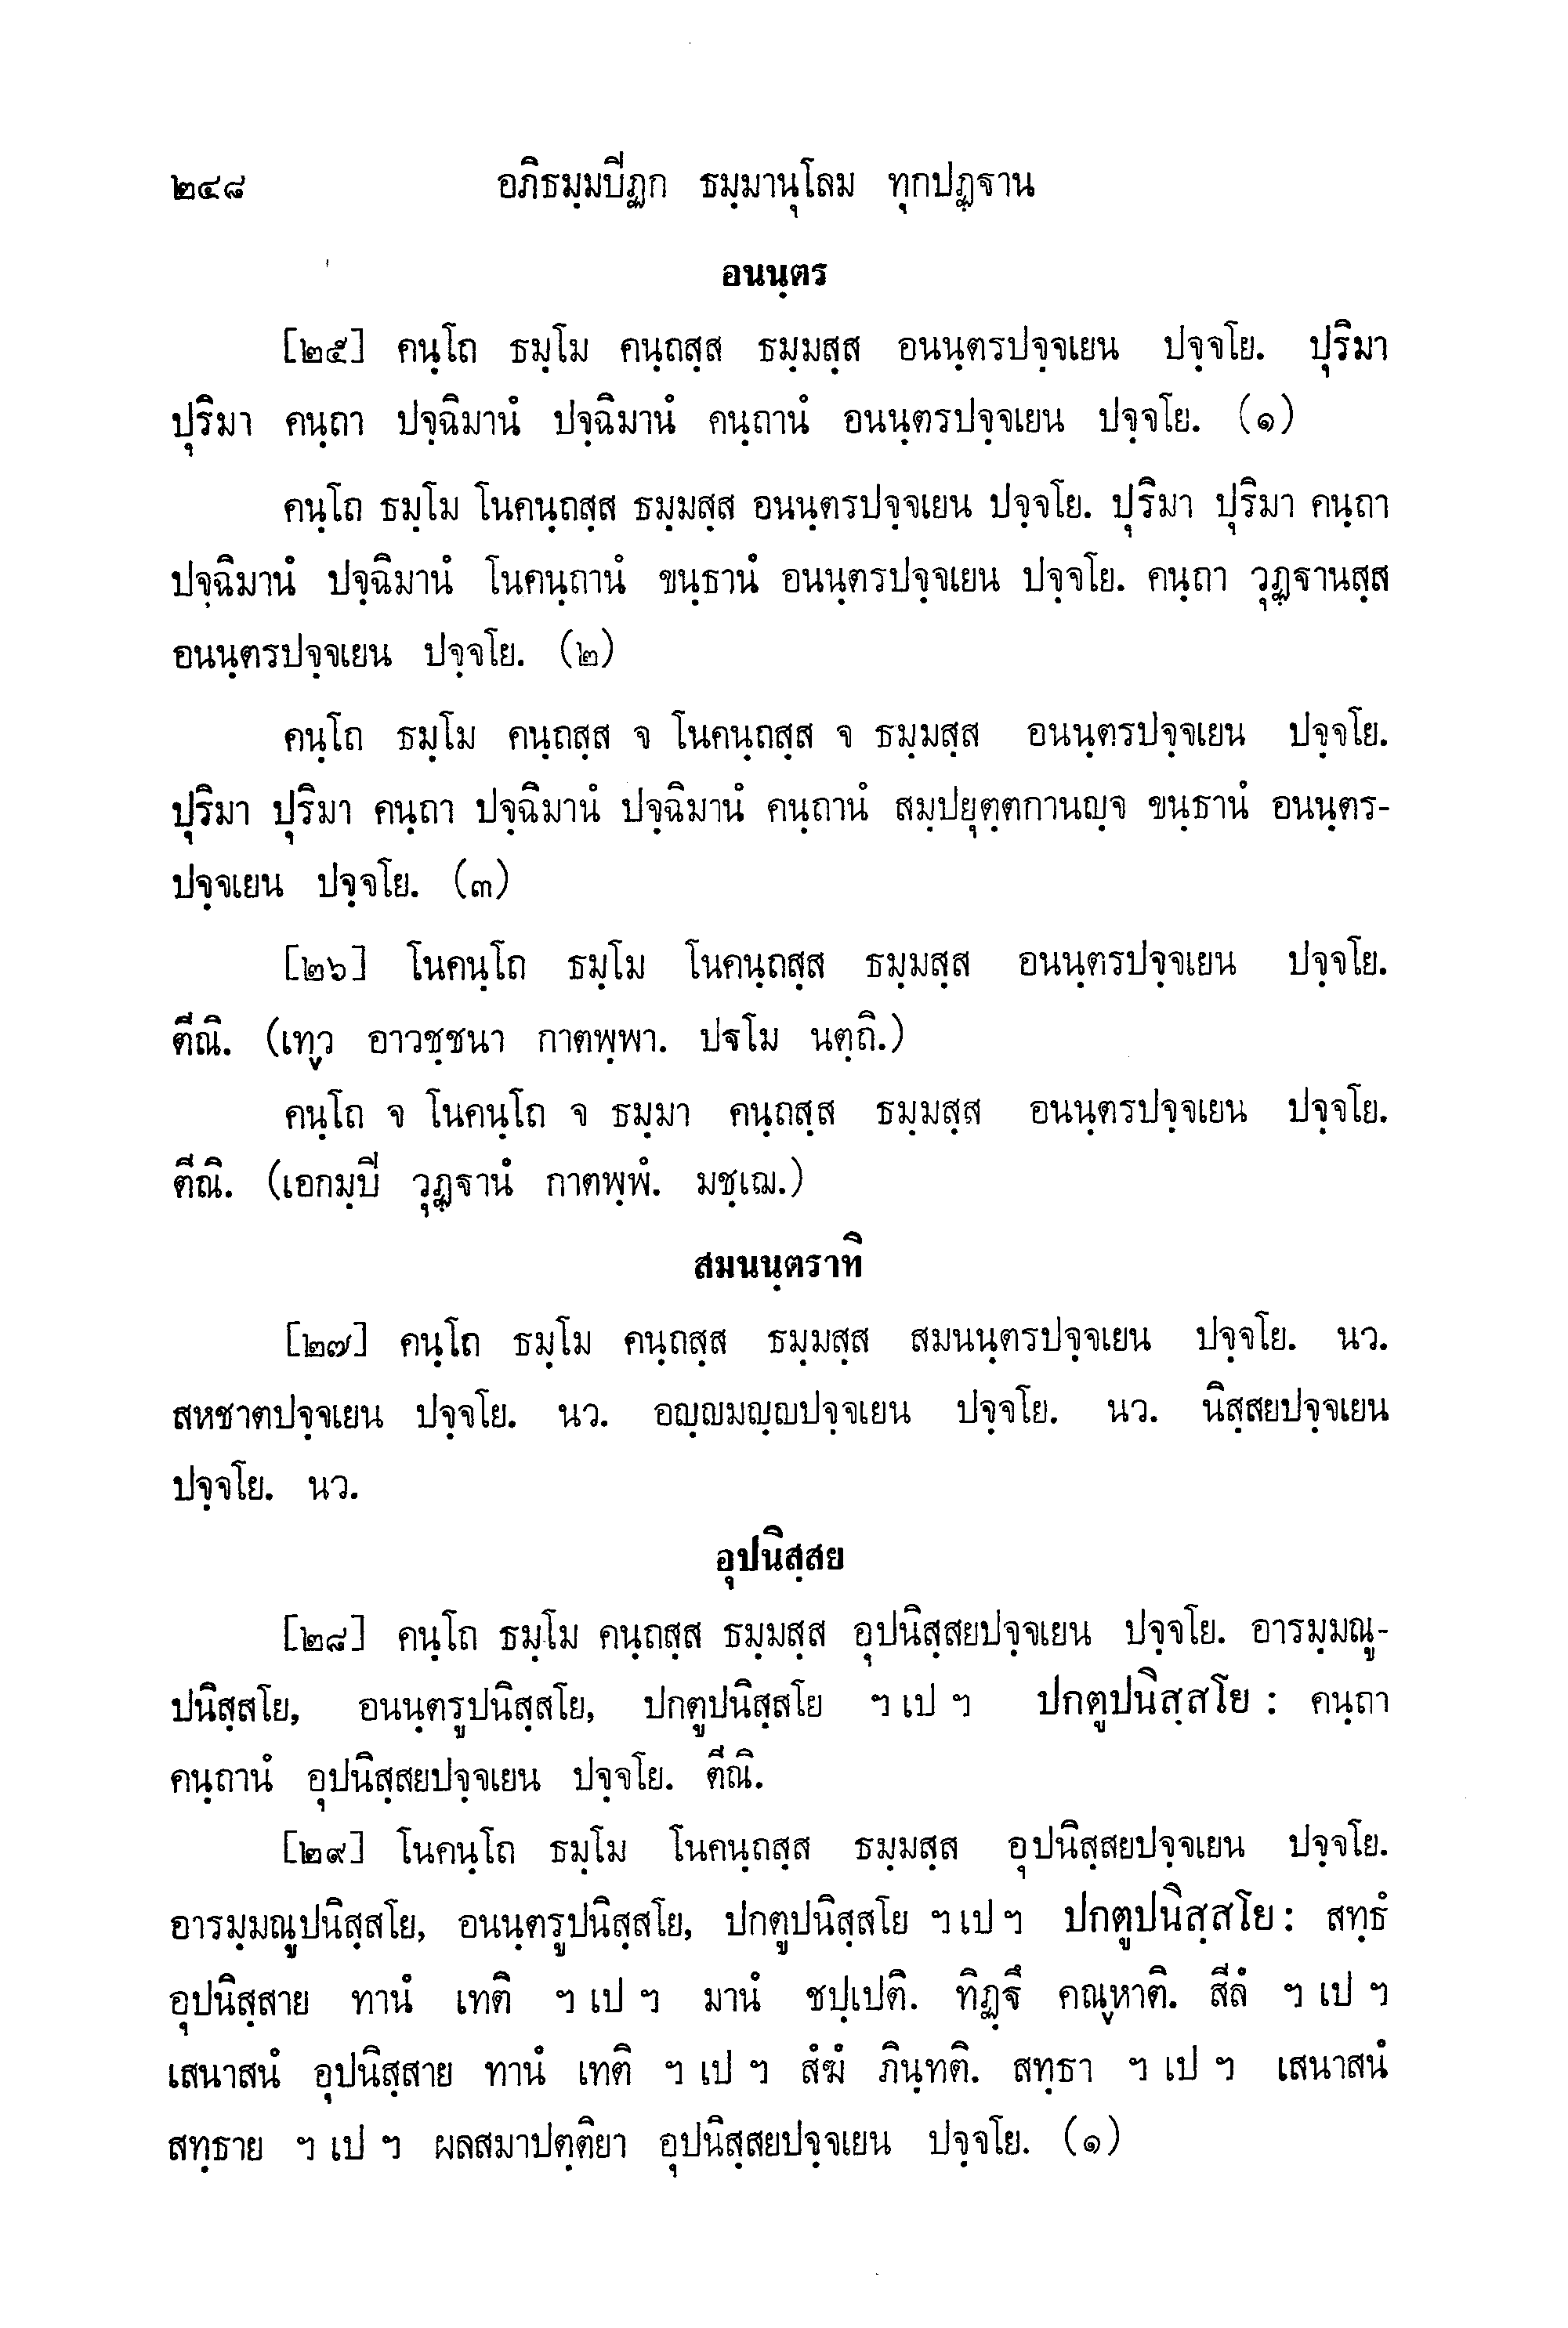 ๒๔๘ อภิธมฺมปิฏก ธมฺมานุโลม ทุกปฏฺฐาน
อนนฺตร
[๒๕] คนฺโถ ธมฺโม คนฺถสฺส ธมฺมสฺส อนนฺตรปจฺจเยน ปจฺจโย. ปุริมา
ปุริมา คนฺถา ปจฺฉิมานํ ปจฺฉิมานํ คนฺถานํ อนนฺตรปจฺจเยน ปจฺจโย. (๑)
คนฺโถ ธมฺโม โนคนฺถสฺส ธมฺมสฺส อนนฺตรปจฺจเยน ปจฺจโย. ปุริมา ปุริมา คนฺถา
ปจฺฉิมานํ ปจฺฉิมานํ โนคนฺถานํ ขนฺธานํ อนนฺตรปจฺจเยน ปจฺจโย. คนฺถา วุฏฺฐานสฺส
อนนฺตรปจฺจเยน ปจฺจโย. (๒)
คนฺโถ ธมฺโม คนฺถสฺส จ โนคนฺถสฺส จ ธมฺมสฺส อนนฺตรปจฺจเยน ปจฺจโย.
ปุริมา ปุริมา คนฺถา ปจฺฉิมานํ ปจฺฉิมานํ คนฺถานํ สมฺปยุตฺตกานญฺจ ขนฺธานํ อนนฺตร-
ปจฺจเยน ปจฺจโย. (๓)
[๒๖] โนคนฺโถ ธมฺโม โนคนฺถสฺส ธมฺมสฺส อนนฺตรปจฺจเยน ปจฺจโย.
ตีณิ. (เทฺว อาวชฺชนา กาตพฺพา. ปฐโม นตฺถิ.)
คนฺโถ จ โนคนฺโถ จ ธมฺมา คนฺถสฺส ธมฺมสฺส อนนฺตรปจฺจเยน ปจฺจโย.
ตีณิ. (เอกมฺปิ วุฏฺฐานํ กาตพฺพํ. มชฺเฌ.)
สมนนฺตราทิ
[๒๗] คนฺโถ ธมฺโม คนฺถสฺส ธมฺมสฺส สมนนฺตรปจฺจเยน ปจฺจโย. นว.
สหชาตปจฺจเยน ปจฺจโย. นว. อญฺญมญฺญปจฺจเยน ปจฺจโย. นว. นิสฺสยปจฺจเยน
ปจฺจโย. นว.
อุปนิสฺสย
[๒๘] คนฺโถ ธมฺโม คนฺถสฺส ธมฺมสฺส อุปนิสฺสยปจฺจเยน ปจฺจโย. อารมฺมณู-
ปนิสฺสโย, อนนฺตรูปนิสฺสโย, ปกตูปนิสฺสโย ฯ เป ฯ ปกตูปนิสฺสโย : คนฺถา
คนฺถานํ อุปนิสฺสยปจฺจเยน ปจฺจโย. ตีณิ.
[๒๙] โนคนฺโถ ธมฺโม โนคนฺถสฺส ธมฺมสฺส อุปนิสฺสยปจฺจเยน ปจฺจโย.
อารมฺมณูปนิสฺสโย, อนนฺตรูปนิสฺสโย, ปกตูปนิสฺสโย ฯ เป ฯ ปกตูปนิสฺสโย : สทฺธํ
อุปนิสฺสาย ทานํ เทติ ฯ เป ฯ มานํ ชปฺเปติ. ทิฏฺฐึ คณฺหาติ. สีลํ ฯ เป ฯ
เสนาสนํ อุปนิสฺสาย ทานํ เทติ ฯ เป ฯ สํฆํ ภินฺทติ. สทฺธา ฯ เป ฯ เสนาสนํ
สทฺธาย ฯ เป ฯ ผลสมาปตฺติยา อุปนิสฺสยปจฺจเยน ปจฺจโย. (๑)